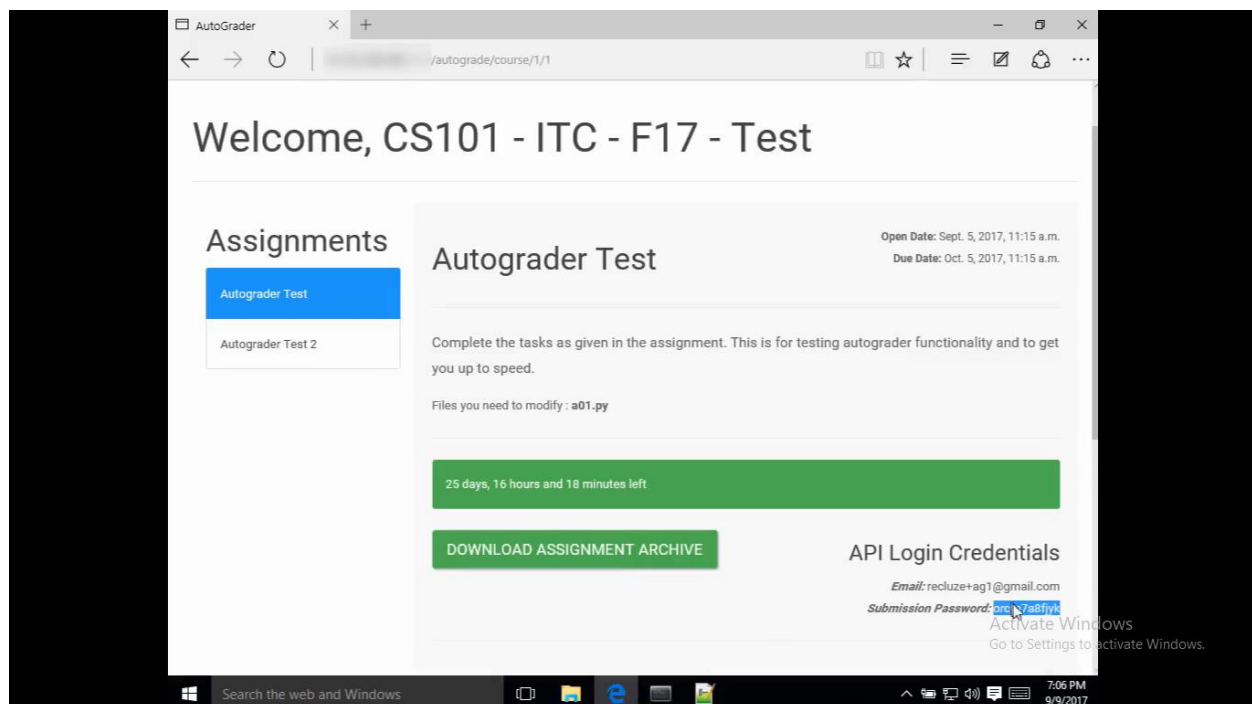 AutoGrader
/autograde/course/1/1
Welcome, CS101 - ITC - F17 - Test
Assignments
Autograder Test
Autograder Test 2
Autograder Test
Open Date: Sept. 5, 2017, 11:15 a.m.
Due Date: Oct. 5, 2017, 11:15 a.m.
Complete the tasks as given in the assignment. This is for testing autograder functionality and to get
you up to speed.
Files you need to modify : a01.py
25 days, 16 hours and 18 minutes left
DOWNLOAD ASSIGNMENT ARCHIVE
API Login Credentials
Email: recluze+ag1@gmail.com
Submission Password:
Activate Windows
Go to Settings to activate Windows.
Search the web and Windows
7:06 PM
9/9/2017